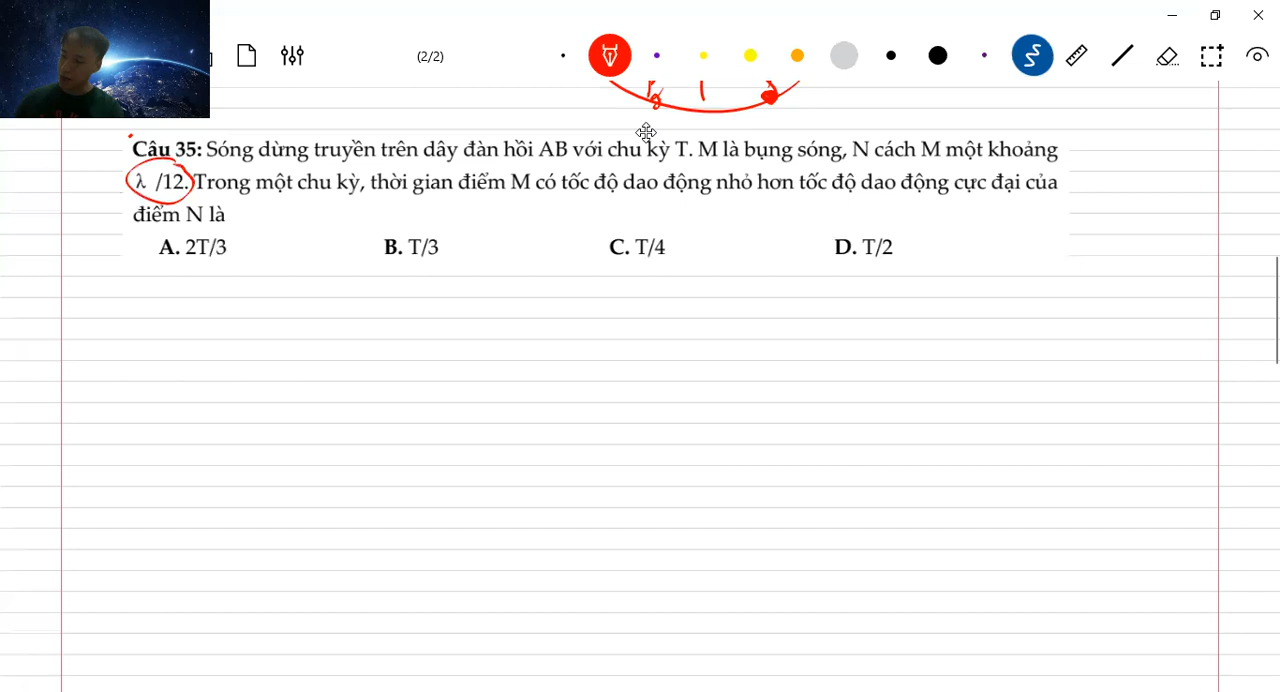 (2/2)
Câu 35: Sóng dừng truyền trên dây đàn hồi AB với chu kỳ T. M là bụng sóng, N cách M một khoảng
λ /12. Trong một chu kỳ, thời gian điểm M có tốc độ dao động nhỏ hơn tốc độ dao động cực đại của
điểm N là
A. 2T/3 B. T/3 C. T/4 D. T/2